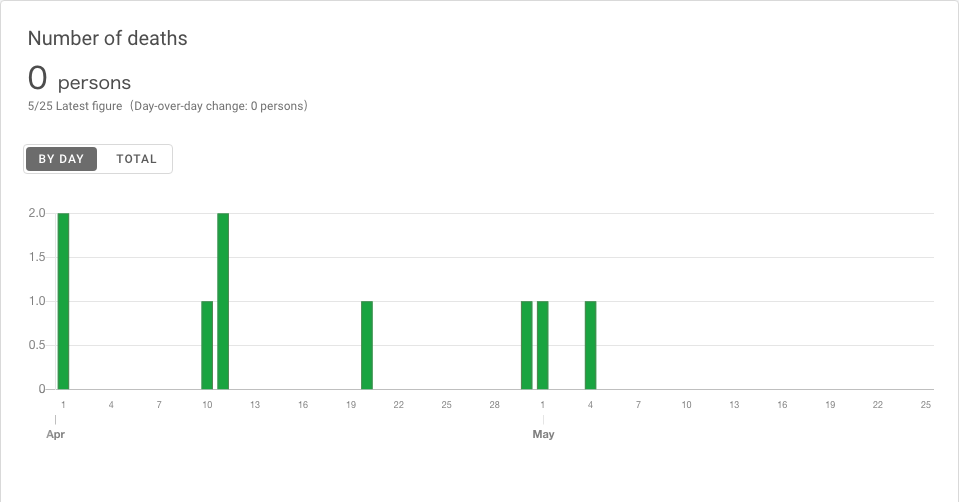 Number of deaths
0 persons
5/25 Latest figure（Day-over-day change: 0 persons）
BY DAY TOTAL
2.0
1.5
1.0
0.5
0
1 4 7 10 13 16 19 22 25 28 1 4 7 10 13 16 19 22 25
Apr May